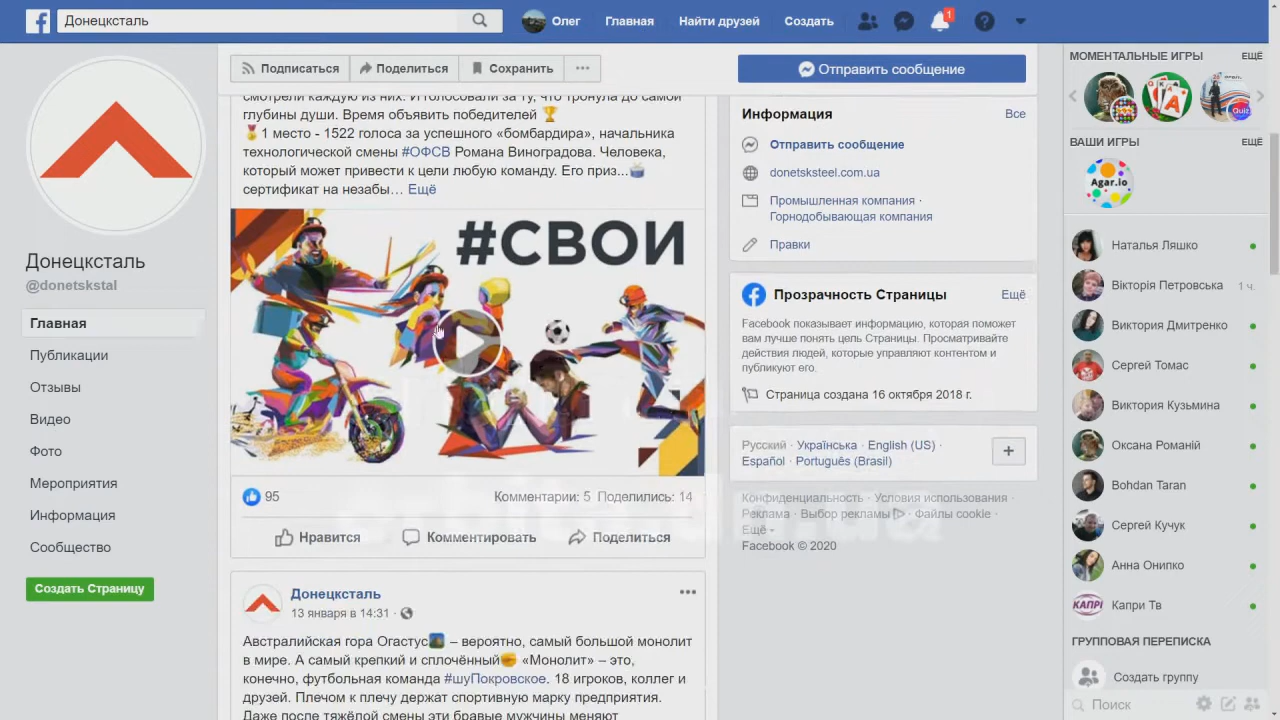 Донецксталь
Олег
Главная
Найти друзей
Создать
1
Подписаться
Поделиться
Сохранить
Отправить сообщение
Донецксталь
@donetskstal
Главная
Публикации
Отзывы
Видео
Фото
Мероприятия
Информация
Сообщество
Создать Страницу
смотрели каждую из них. И голосовали за ту, что тронула до самой
глубины души. Время объявить победителей 🏆
🏅1 место - 1522 голоса за успешного «бомбардира», начальника
технологической смены #ОФСВ Романа Виноградова. Человека,
который может привести к цели любую команду. Его приз...🥁
сертификат на незабы… Ещё
#СВОИ
95
Комментарии: 5 Поделились: 14
Нравится
Комментировать
Поделиться
Донецксталь
13 января в 14:31 ·
Австралийская гора Огастус – вероятно, самый большой монолит
в мире. А самый крепкий и сплочённый✊ «Монолит» – это,
конечно, футбольная команда #шуПокровское. 18 игроков, коллег и
друзей. Плечом к плечу держат спортивную марку предприятия.
Даже после тяжёлой смены эти бравые мужчины меняют
Информация
Все
Отправить сообщение
donetsksteel.com.ua
Промышленная компания ·
Горнодобывающая компания
Правки
Прозрачность Страницы
Ещё
Facebook показывает информацию, которая поможет
вам лучше понять цель Страницы. Просматривайте
действия людей, которые управляют контентом и
публикуют его.
Страница создана 16 октября 2018 г.
Русский · Українська · English (US) ·
Español · Português (Brasil)
Конфиденциальность · Условия использования ·
Реклама · Выбор рекламы · Файлы cookie ·
Ещё
Facebook © 2020
МОМЕНТАЛЬНЫЕ ИГРЫ
ЕЩЁ
A
Quiz
ВАШИ ИГРЫ
ЕЩЁ
Agar.io
Наталья Ляшко
Вікторія Петровська
1 ч.
Виктория Дмитренко
Сергей Томас
Виктория Кузьмина
Оксана Романій
Bohdan Taran
Сергей Кучук
Анна Онипко
КАПРІ
Капри Тв
ГРУППОВАЯ ПЕРЕПИСКА
Создать группу
Поиск